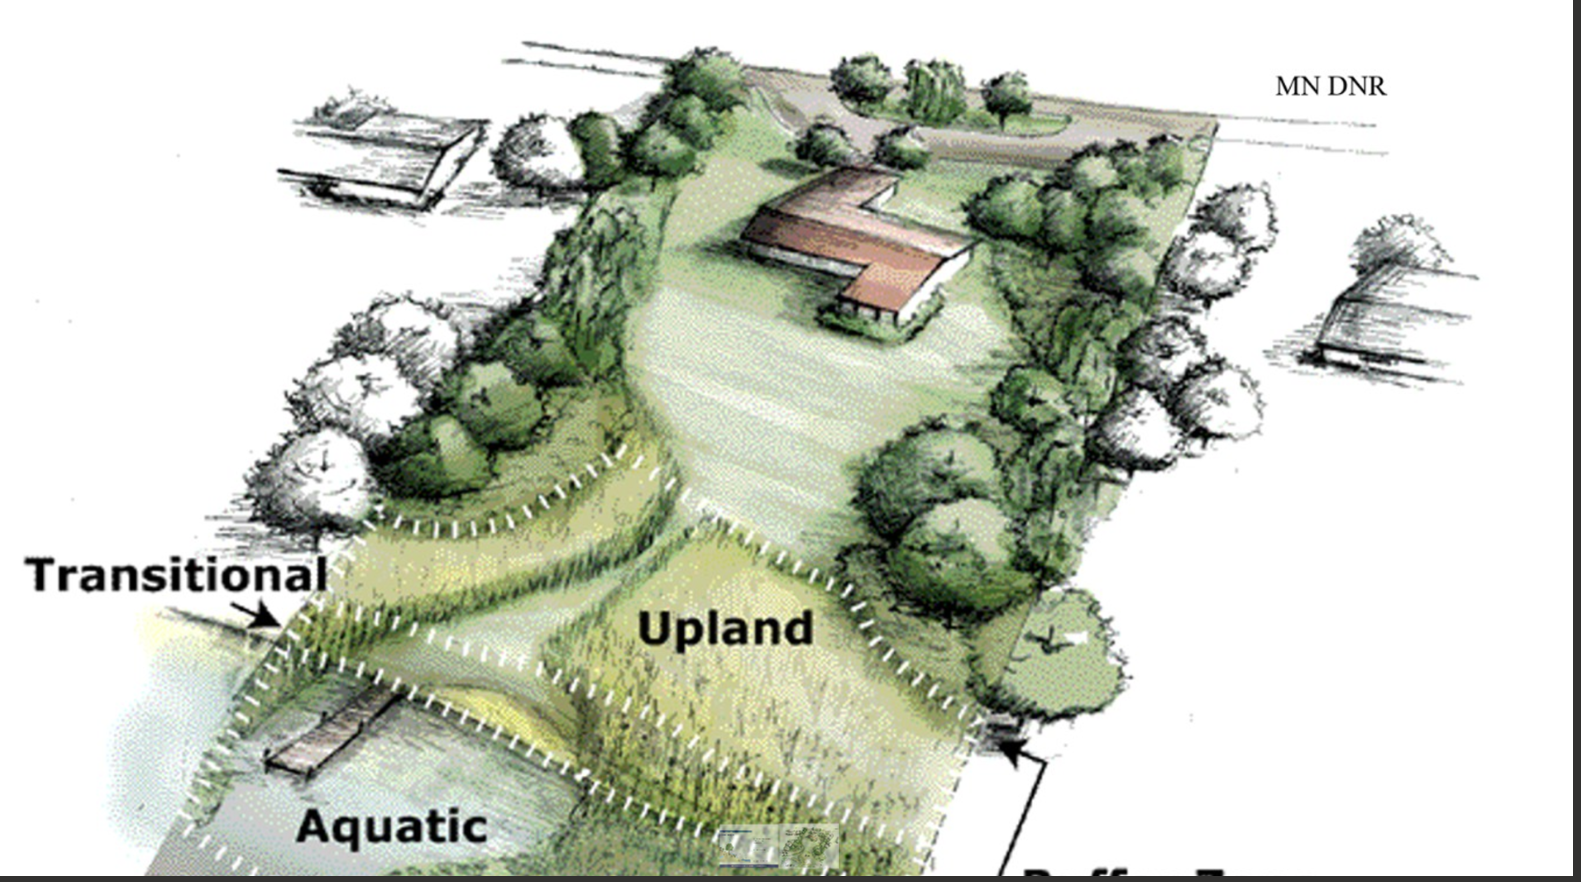 MN DNR
Transitional
Upland
Aquatic